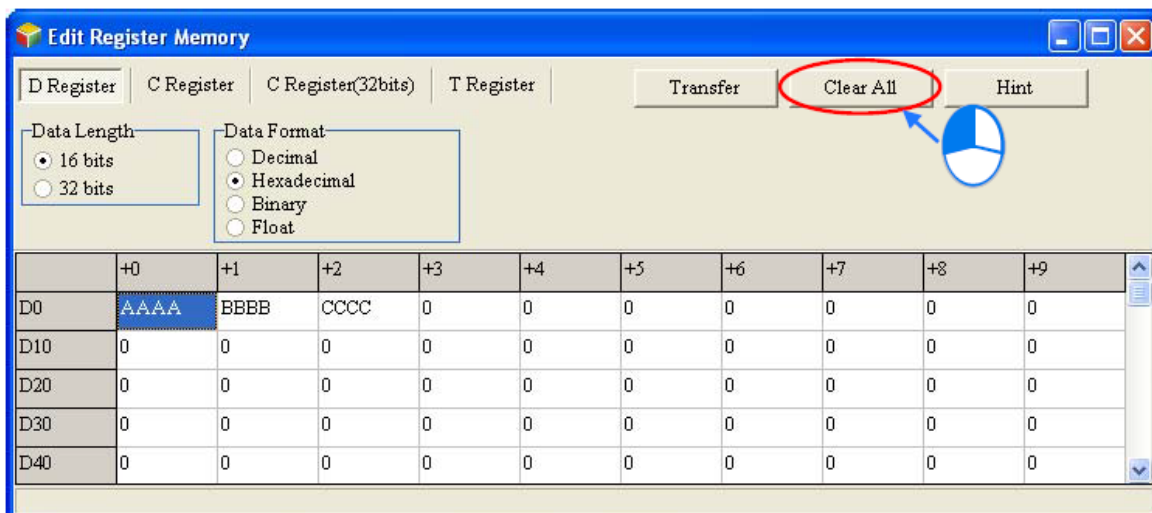 Edit Register Memory
D Register C Register C Register(32bits) T Register Transfer Clear All Hint
Data Length Data Format
16 bits Decimal
32 bits Hexadecimal
Binary
Float
+0 +1 +2 +3 +4 +5 +6 +7 +8 +9
D0 AAAA BBBB CCCC 0 0 0 0 0 0 0
D10 0 0 0 0 0 0 0 0 0 0
D20 0 0 0 0 0 0 0 0 0 0
D30 0 0 0 0 0 0 0 0 0 0
D40 0 0 0 0 0 0 0 0 0 0